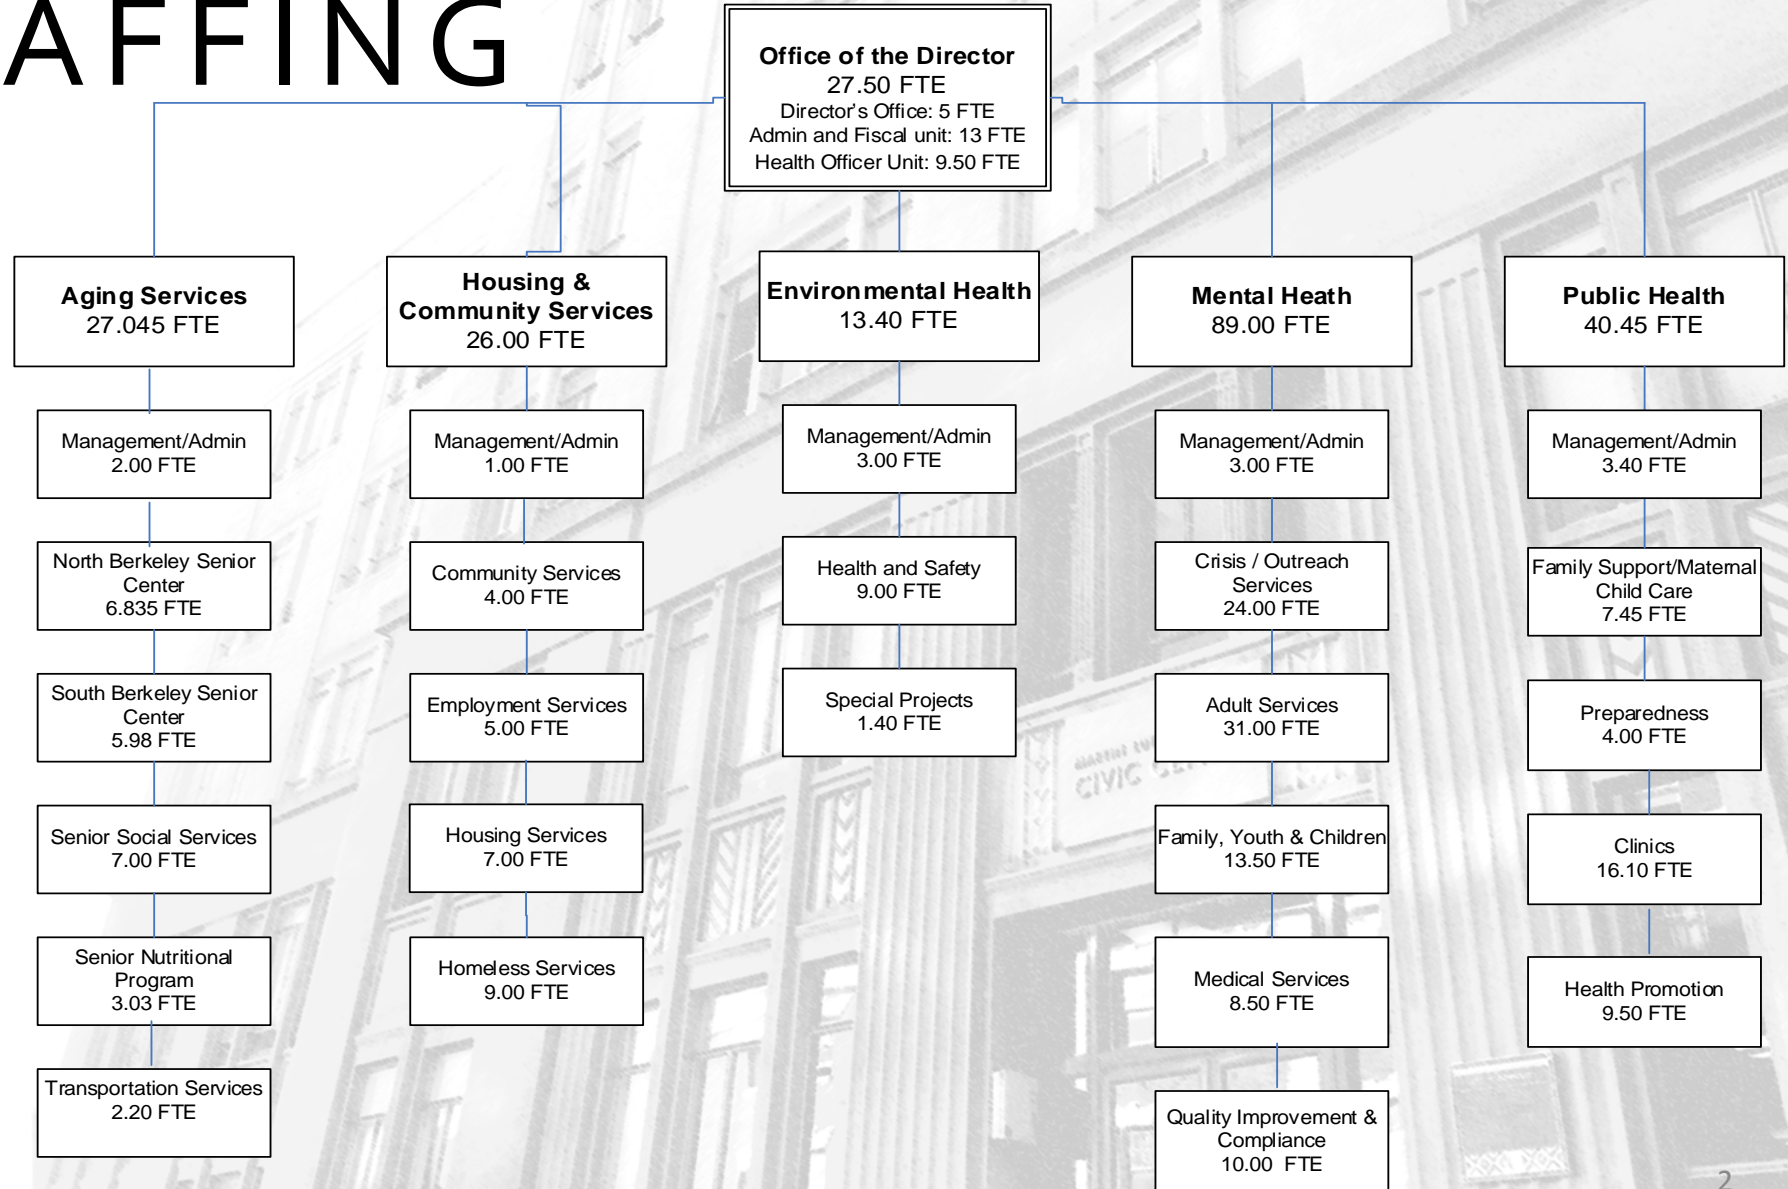 AFFING
Office of the Director
27.50 FTE
Director's Office: 5 FTE
Admin and Fiscal unit: 13 FTE
Health Officer Unit: 9.50 FTE
Aging Services
27.045 FTE
Management/Admin
2.00 FTE
North Berkeley Senior
Center
6.835 FTE
South Berkeley Senior
Center
5.98 FTE
Senior Social Services
7.00 FTE
Senior Nutritional
Program
3.03 FTE
Transportation Services
2.20 FTE
Housing &
Community Services
26.00 FTE
Management/Admin
1.00 FTE
Community Services
4.00 FTE
Employment Services
5.00 FTE
Housing Services
7.00 FTE
Homeless Services
9.00 FTE
Environmental Health
13.40 FTE
Management/Admin
3.00 FTE
Health and Safety
9.00 FTE
Special Projects
1.40 FTE
Mental Heath
89.00 FTE
Management/Admin
3.00 FTE
Crisis / Outreach
Services
24.00 FTE
Adult Services
31.00 FTE
Family, Youth & Children
13.50 FTE
Medical Services
8.50 FTE
Quality Improvement &
Compliance
10.00 FTE
Public Health
40.45 FTE
Management/Admin
3.40 FTE
Family Support/Maternal
Child Care
7.45 FTE
Preparedness
4.00 FTE
Clinics
16.10 FTE
Health Promotion
9.50 FTE
CIVIC
2